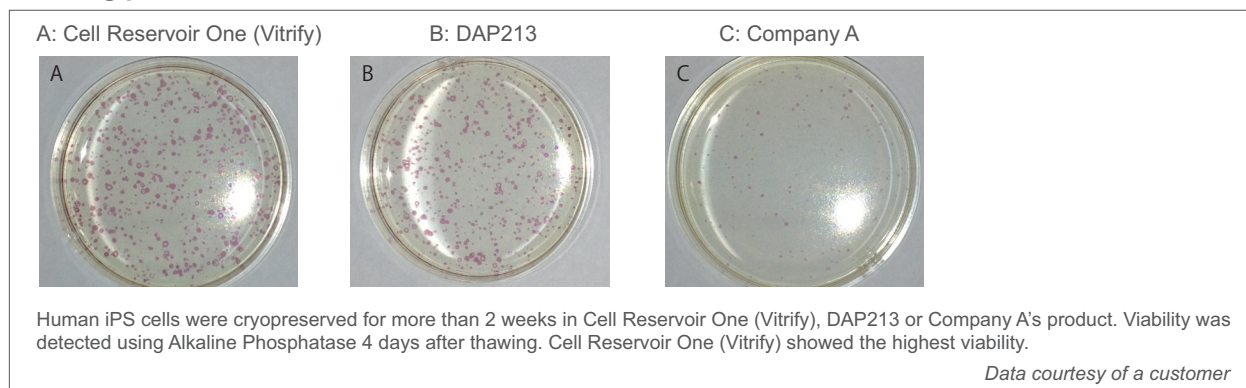 A: Cell Reservoir One (Vitrify) B: DAP213 C: Company A
A B C
Human iPS cells were cryopreserved for more than 2 weeks in Cell Reservoir One (Vitrify), DAP213 or Company A's product. Viability was
detected using Alkaline Phosphatase 4 days after thawing. Cell Reservoir One (Vitrify) showed the highest viability.
Data courtesy of a customer